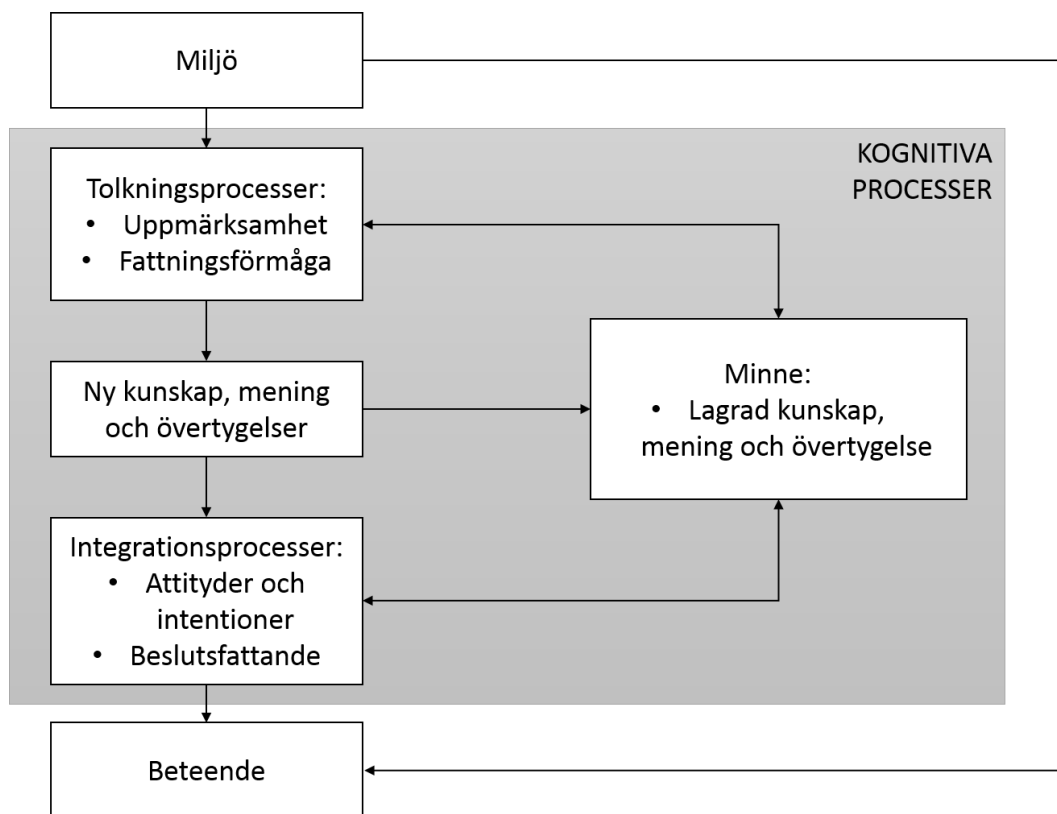 Miljö
KOGNITIVA
PROCESSER
Tolkningsprocesser:
• Uppmärksamhet
• Fattningsförmåga
Ny kunskap, mening
och övertygelser
Minne:
• Lagrad kunskap,
mening och övertygelse
Integrationsprocesser:
• Attityder och
intentioner
• Beslutsfattande
Beteende